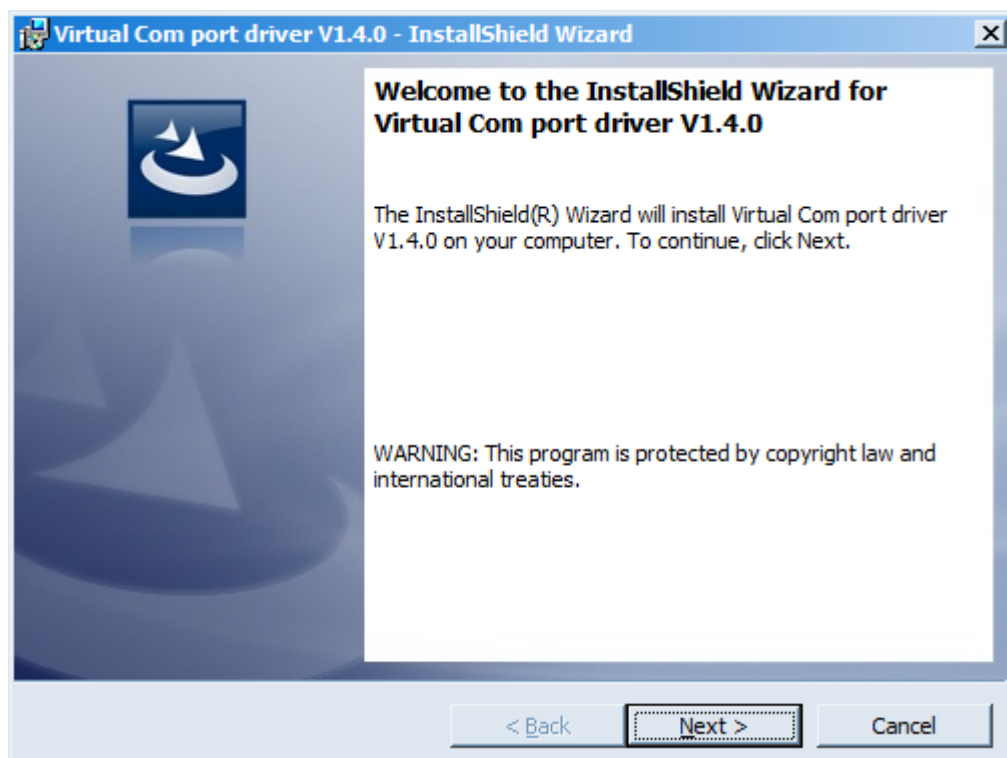 Virtual Com port driver V1.4.0 - InstallShield Wizard
Welcome to the InstallShield Wizard for
Virtual Com port driver V1.4.0
The InstallShield(R) Wizard will install Virtual Com port driver
V1.4.0 on your computer. To continue, click Next.
WARNING: This program is protected by copyright law and
international treaties.
< Back Next > Cancel